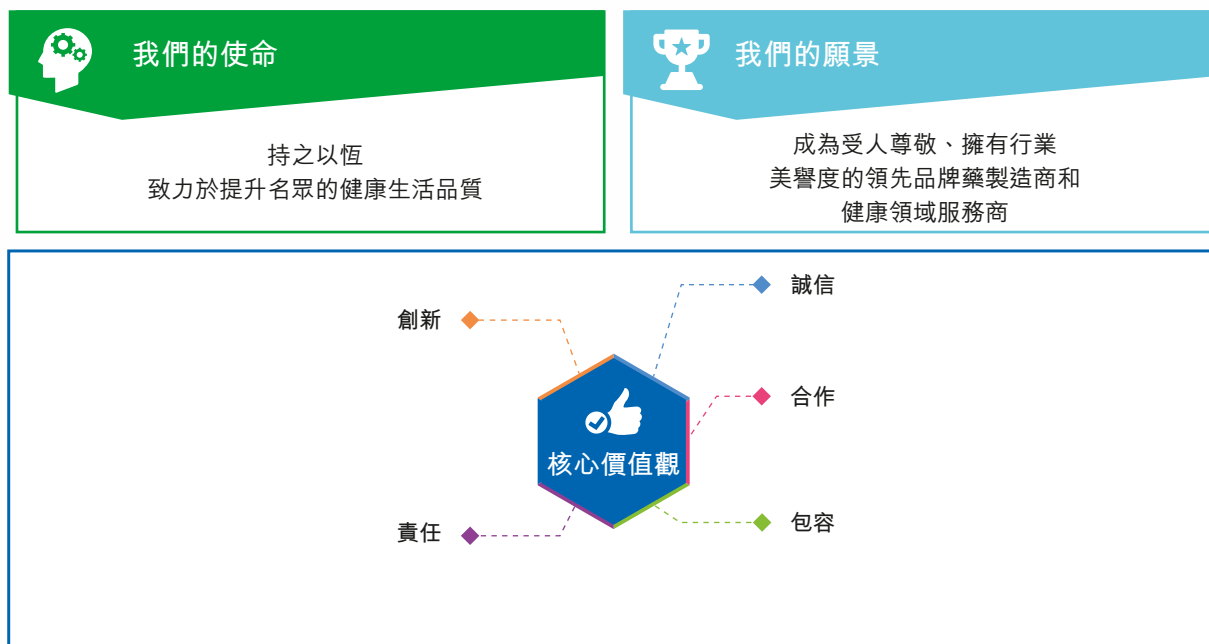 我們的使命
持之以恆
致力於提升名眾的健康生活品質
我們的願景
成為受人尊敬、擁有行業
美譽度的領先品牌藥製造商和
健康領域服務商
誠信
創新
合作
核心價值觀
包容
責任